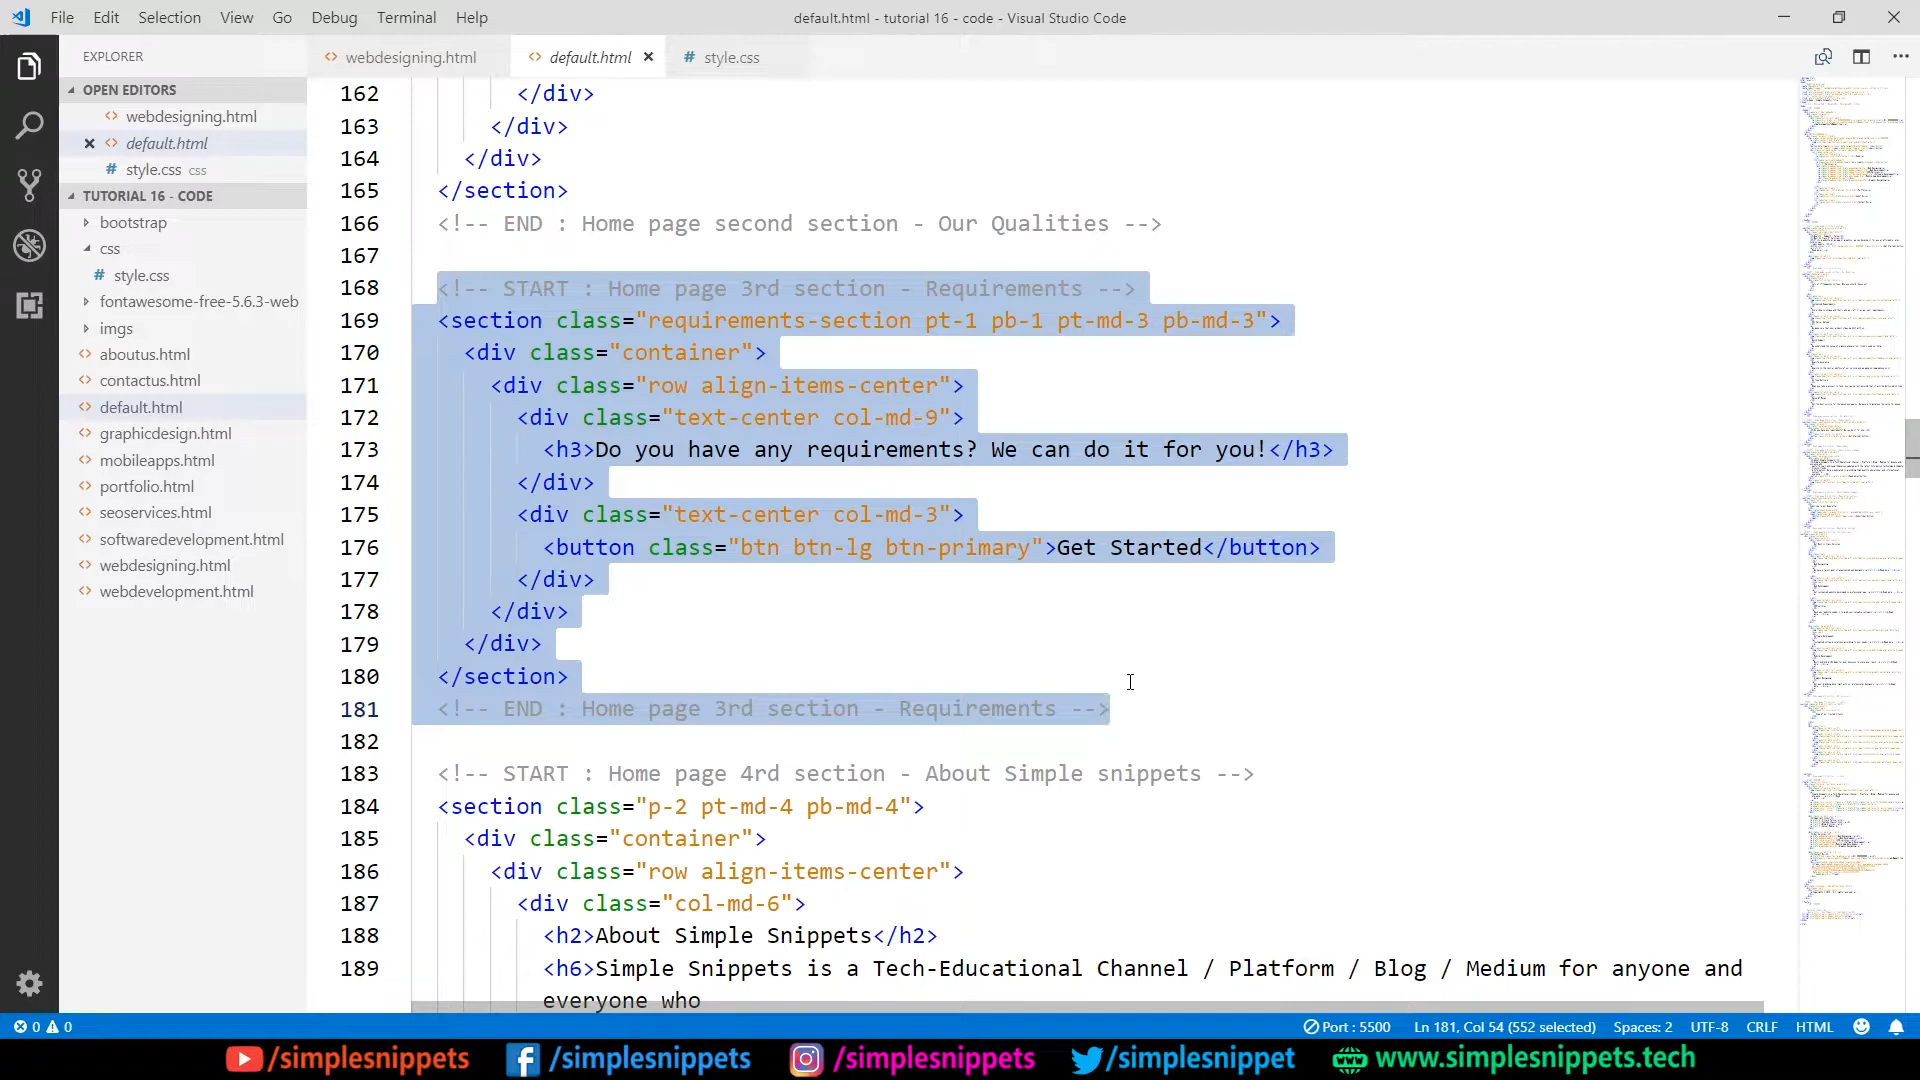 File Edit Selection View Go Debug Terminal Help default.html - tutorial 16 - code - Visual Studio Code
EXPLORER
OPEN EDITORS
webdesigning.html
default.html
style.css css
TUTORIAL 16 - CODE
bootstrap
css
# style.css
fontawesome-free-5.6.3-web
imgs
aboutus.html
contactus.html
default.html
graphicdesign.html
mobileapps.html
portfolio.html
seoservices.html
softwaredevelopment.html
webdesigning.html
webdevelopment.html
webdesigning.html default.html # style.css
162 </div>
163 </div>
164 </div>
165 </section>
166 <!-- END : Home page second section - Our Qualities -->
167
168 <!-- START : Home page 3rd section - Requirements -->
169 <section class="requirements-section pt-1 pb-1 pt-md-3 pb-md-3">
170 <div class="container">
171 <div class="row align-items-center">
172 <div class="text-center col-md-9">
173 <h3>Do you have any requirements? We can do it for you!</h3>
174 </div>
175 <div class="text-center col-md-3">
176 <button class="btn btn-lg btn-primary">Get Started</button>
177 </div>
178 </div>
179 </div>
180 </section>
181 <!-- END : Home page 3rd section - Requirements -->
182
183 <!-- START : Home page 4rd section - About Simple snippets -->
184 <section class="p-2 pt-md-4 pb-md-4">
185 <div class="container">
186 <div class="row align-items-center">
187 <div class="col-md-6">
188 <h2>About Simple Snippets</h2>
189 <h6>Simple Snippets is a Tech-Educational Channel / Platform / Blog / Medium for anyone and
everyone who
0 0 Port : 5500 Ln 181, Col 54 (552 selected) Spaces: 2 UTF-8 CRLF HTML
/simplesnippets /simplesnippets /simplesnippets /simplesnippet www.simplesnippets.tech